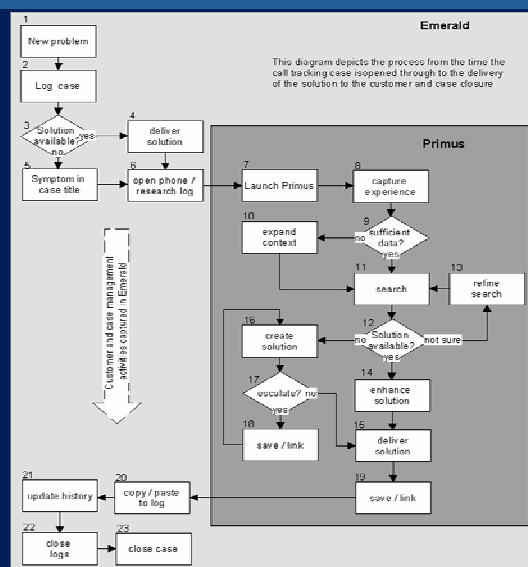 Emerald
This diagram depicts the process from the time the
call tracking case isopened through to the delivery
of the solution to the customer and case closure
1
New problem
2
Log case
3
Solution
available?
yes
no
4
deliver
solution
5
Symptom in
case title
6
open phone /
research log
Primus
7
Launch Primus
8
capture
experience
9
sufficient
data?
no
yes
10
expand
context
11
search
13
refine
search
12
Solution
available?
no
yes
not sure
16
create
solution
14
enhance
solution
17
escalate?
no
yes
18
save / link
15
deliver
solution
19
save / link
Customer and case management
activities captured in Emerald
20
copy / paste
to log
21
update history
22
close
logs
23
close case